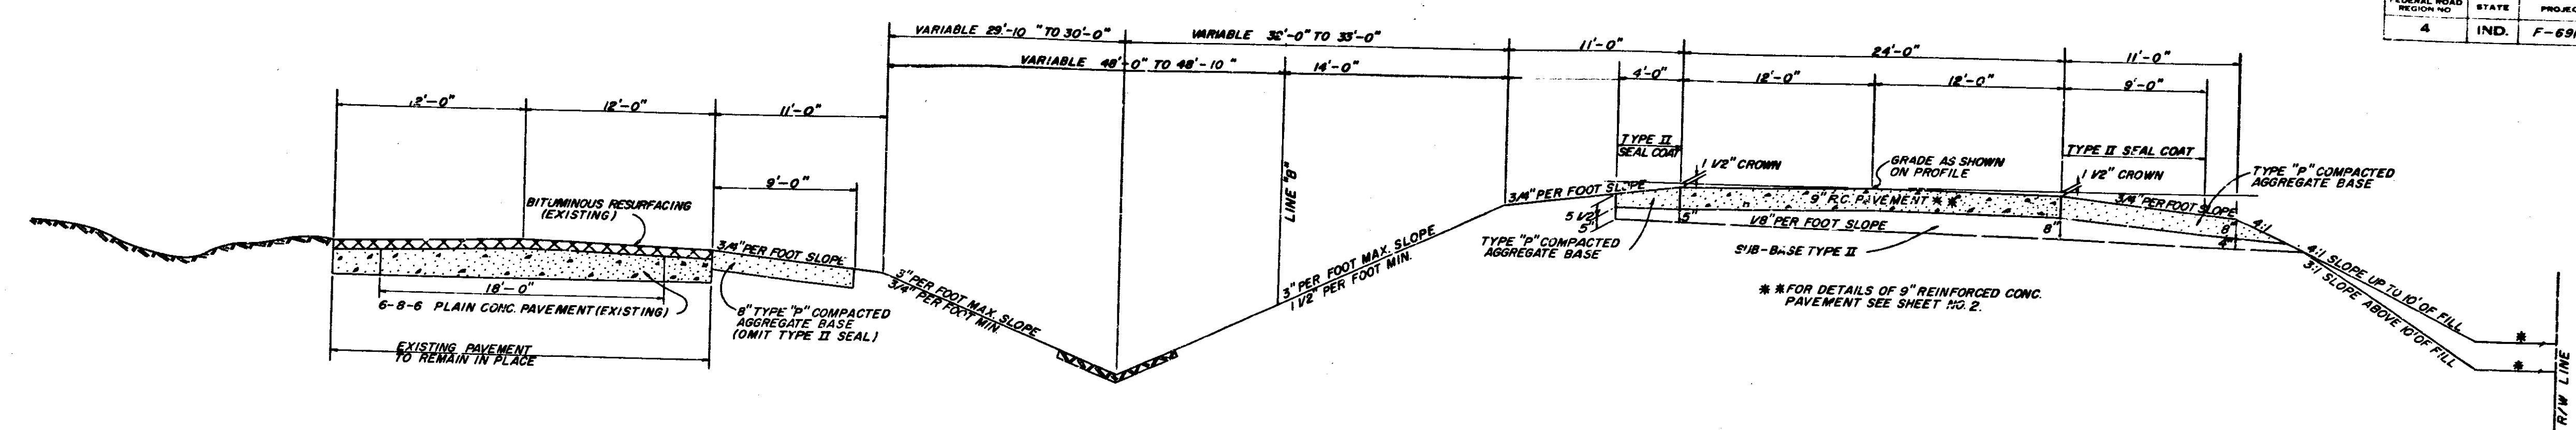 FEDERAL ROAD
REGION NO
STATE
4
IND.
VARIABLE 29'-10" TO 30'-0"
VARIABLE 32'-0" TO 33'-0"
11'-0"
24'-0"
11'-0"
VARIABLE 48'-0" TO 48'-10"
14'-0"
4'-0"
12'-0"
12'-0"
9'-0"
12'-0"
12'-0"
11'-0"
9'-0"
TYPE II
SEAL COAT
1 1/2" CROWN
GRADE AS SHOWN
ON PROFILE
TYPE II SEAL COAT
1 1/2" CROWN
TYPE "P" COMPACTED
AGGREGATE BASE
LINE "B"
BITUMINOUS RESURFACING
(EXISTING)
3/4" PER FOOT SLOPE
3/4" PER FOOT SLOPE
9" R.C. PAVEMENT * *
3/4" PER FOOT SLOPE
5 1/2"
5"
5"
1/8" PER FOOT SLOPE
8"
8"
4"
4:1
TYPE "P" COMPACTED
AGGREGATE BASE
SUB-BASE TYPE II
18'-0"
6-8-6 PLAIN CONC. PAVEMENT (EXISTING)
8" TYPE "P" COMPACTED
AGGREGATE BASE
(OMIT TYPE II SEAL)
3" PER FOOT MAX. SLOPE
3/4" PER FOOT MIN.
3" PER FOOT MAX. SLOPE
1 1/2" PER FOOT MIN.
* * FOR DETAILS OF 9" REINFORCED CONC.
PAVEMENT SEE SHEET NO. 2.
4:1 SLOPE UP TO 10' OF FILL
3:1 SLOPE ABOVE 10' OF FILL
*
*
R/W LINE
EXISTING PAVEMENT
TO REMAIN IN PLACE